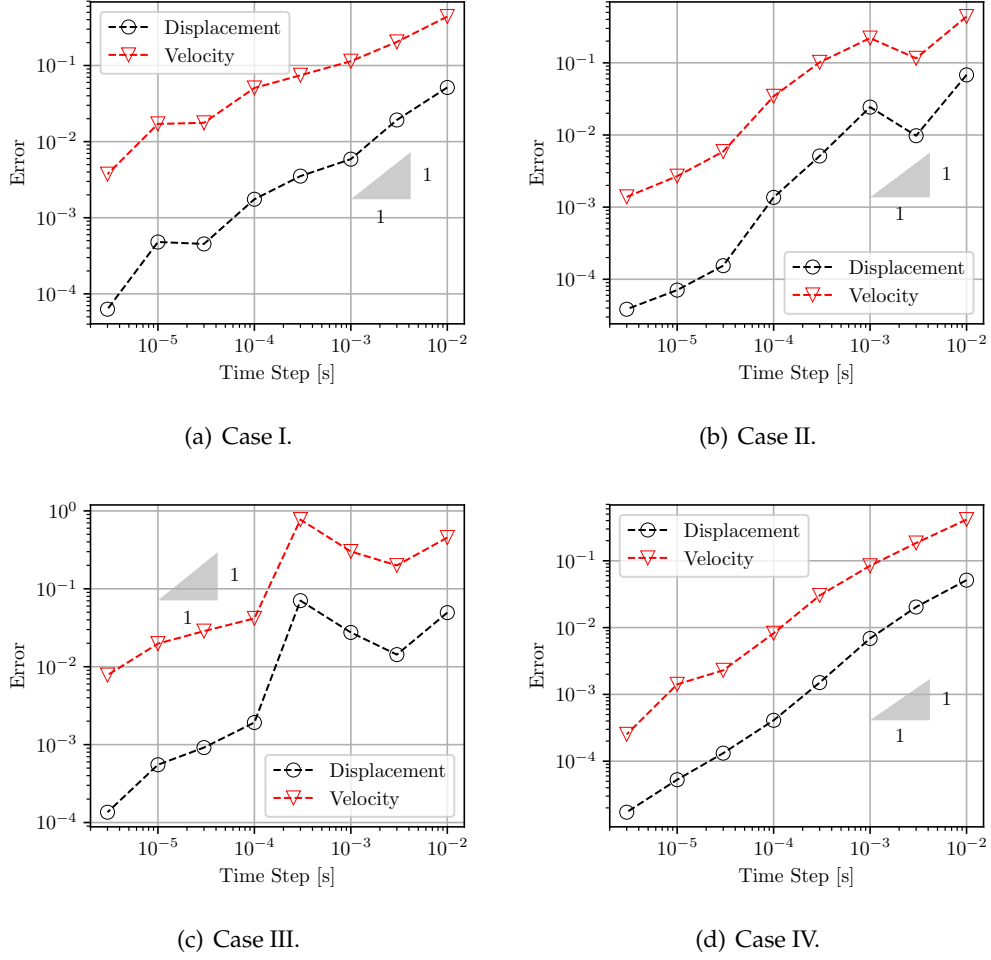 Displacement
Velocity
10⁻¹
10⁻²
10⁻³
10⁻⁴
Error
1
1
10⁻⁵ 10⁻⁴ 10⁻³ 10⁻²
Time Step [s]
(a) Case I.
Displacement
Velocity
10⁻¹
10⁻²
10⁻³
10⁻⁴
Error
1
1
10⁻⁵ 10⁻⁴ 10⁻³ 10⁻²
Time Step [s]
(b) Case II.
10⁰
10⁻¹
10⁻²
10⁻³
10⁻⁴
Error
1
1
Displacement
Velocity
10⁻⁵ 10⁻⁴ 10⁻³ 10⁻²
Time Step [s]
(c) Case III.
Displacement
Velocity
10⁻¹
10⁻²
10⁻³
10⁻⁴
Error
1
1
10⁻⁵ 10⁻⁴ 10⁻³ 10⁻²
Time Step [s]
(d) Case IV.